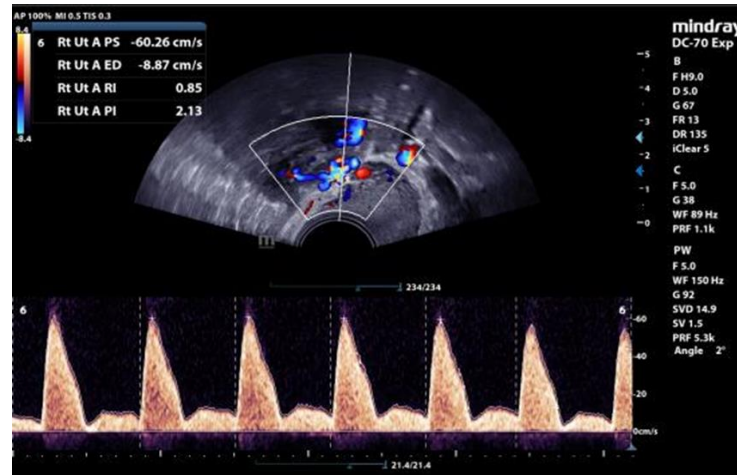 AP 100% MI 0.5 TIS 0.3
8.4
-8.4
6 Rt Ut A PS -60.26 cm/s
Rt Ut A ED -8.87 cm/s
Rt Ut A RI 0.85
Rt Ut A PI 2.13
mindray
DC-70 Exp
B
F H9.0
D 5.0
G 67
FR 13
DR 135
iClear 5
C
F 5.0
G 38
WF 89 Hz
PRF 1.1k
PW
F 5.0
WF 150 Hz
G 92
SVD 14.9
SV 1.5
PRF 5.3k
Angle 2°
-5
-4
-3
-2
-1
-0
m
234/234
6
6
-60
-40
-20
0cm/s
21.4/21.4